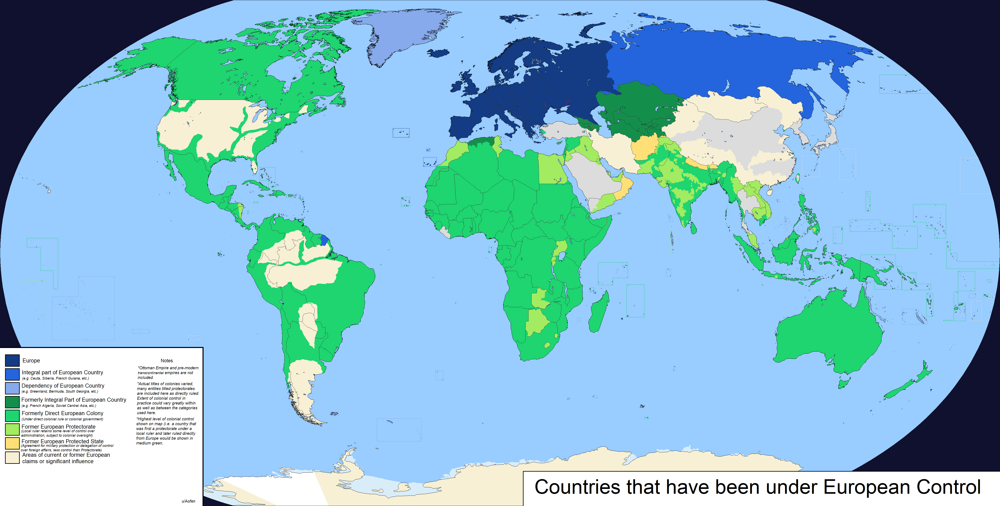 Europe
Integral part of European Country
(e.g. Ceuta, Siberia, French Guiana, etc.)
Dependency of European Country
(e.g. Greenland, Bermuda, South Georgia, etc.)
Formerly Integral Part of European Country
(e.g. French Algeria, Soviet Central Asia, etc.)
Formerly Direct European Colony
(Under direct colonial rule or colonial government)
Former European Protectorate
(Local ruler retains some level of control over
administration, subject to colonial oversight)
Former European Protected State
(Agreement for military protection or delegation of control
over foreign affairs, less control than Protectorate)
Areas of current or former European
claims or significant influence
Notes
*Ottoman Empire and pre-modern
transcontinental empires are not
included.
*Actual titles of colonies varied,
many entities titled protectorates
are included here as directly ruled.
Extent of colonial control in
practice could vary greatly within
as well as between the categories
used here.
*Highest level of colonial control
shown on map (i.e. a country that
was first a protectorate under a
local ruler and later ruled directly
from Europe would be shown in
medium green.
u/Aofen
Countries that have been under European Control